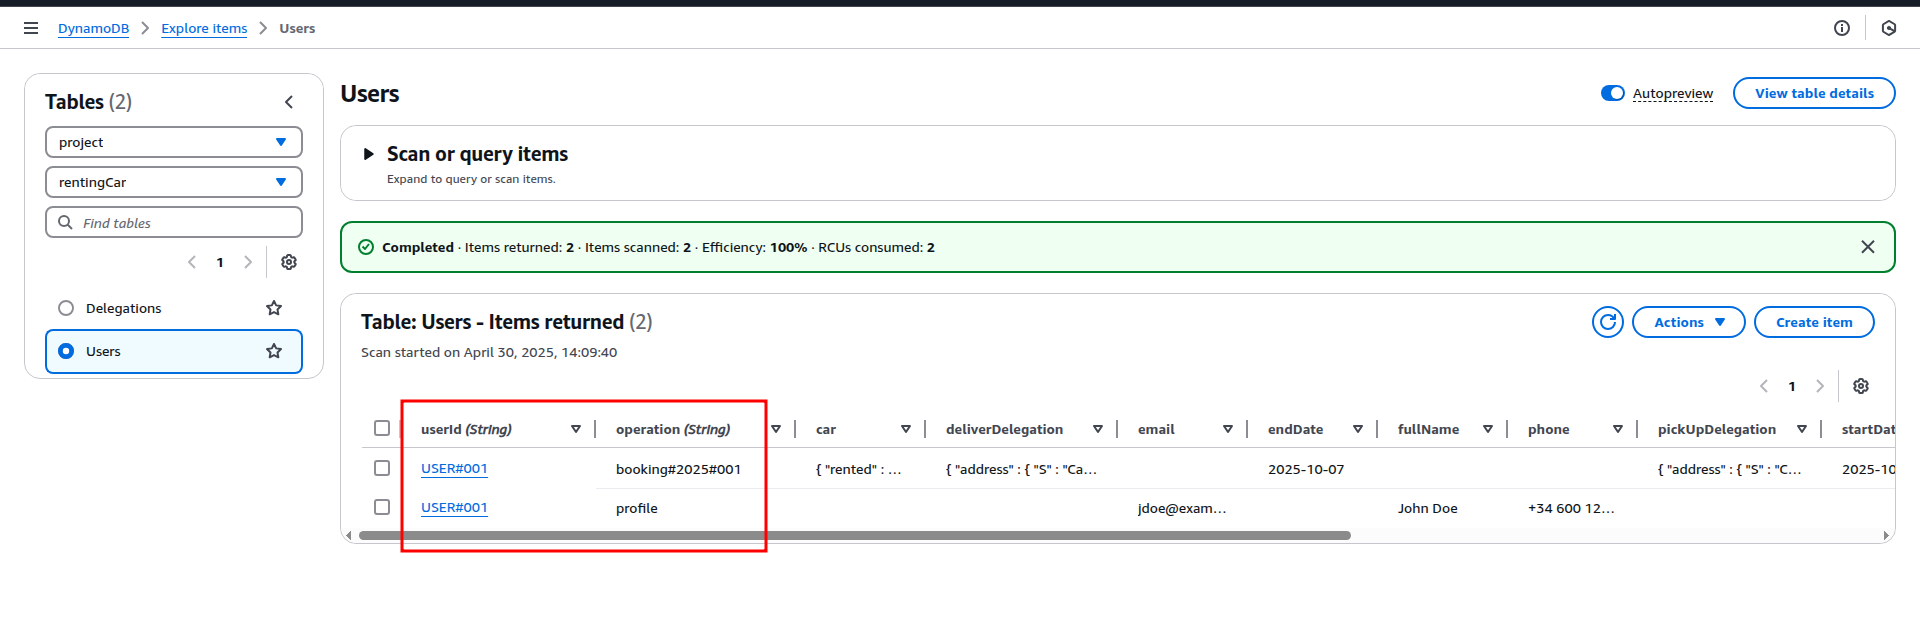 DynamoDB > Explore items > Users
Tables (2)
project
rentingCar
Find tables
1
Delegations
Users
Users
Autopreview
View table details
Scan or query items
Expand to query or scan items.
Completed · Items returned: 2 · Items scanned: 2 · Efficiency: 100% · RCUs consumed: 2
Table: Users - Items returned (2)
Actions
Create item
Scan started on April 30, 2025, 14:09:40
1
userId (String) operation (String) car deliverDelegation email endDate fullName phone pickUpDelegation startDat
USER#001 booking#2025#001 { "rented" : ... { "address" : { "S" : "Ca... 2025-10-07 { "address" : { "S" : "C... 2025-10
USER#001 profile jdoe@exam... John Doe +34 600 12...